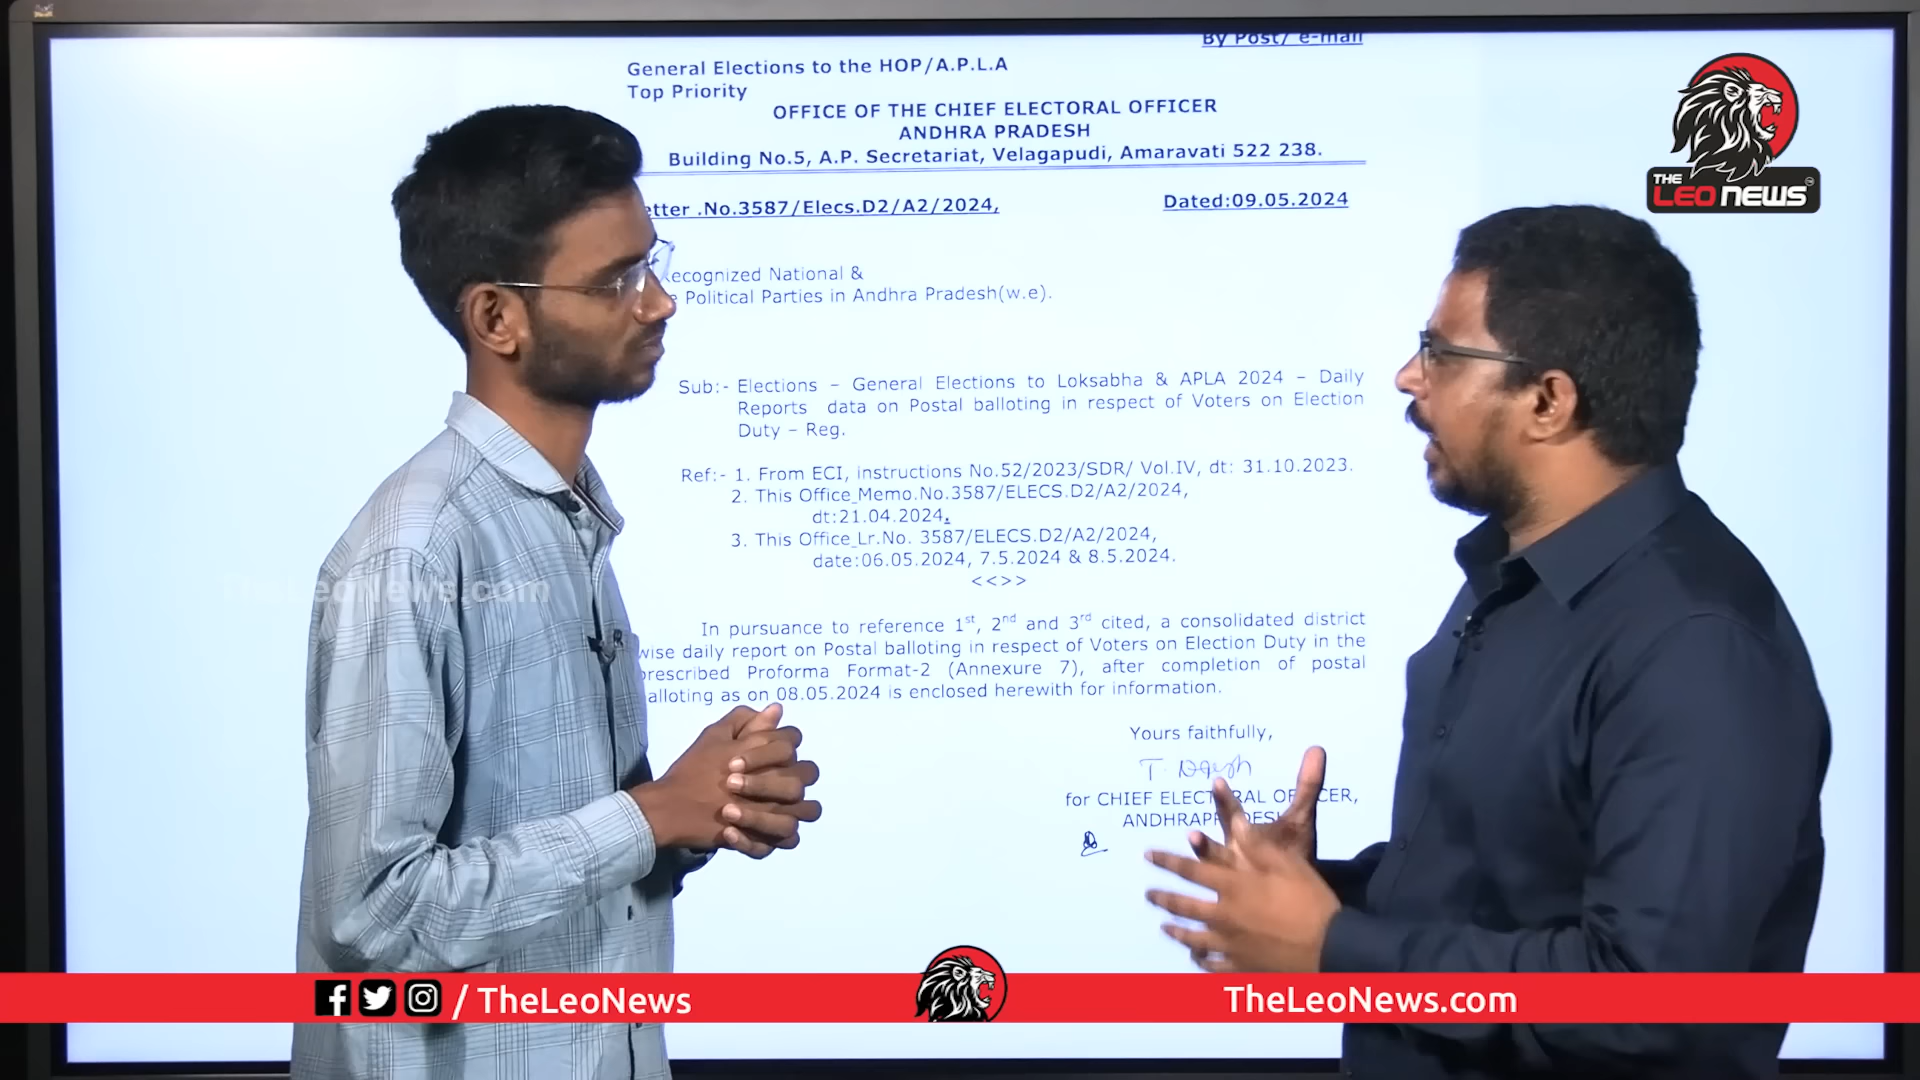 By Post/ e-mail
General Elections to the HOP/A.P.L.A
Top Priority
OFFICE OF THE CHIEF ELECTORAL OFFICER
ANDHRA PRADESH
Building No.5, A.P. Secretariat, Velagapudi, Amaravati 522 238.
etter .No.3587/Elecs.D2/A2/2024, Dated:09.05.2024
ecognized National &
e Political Parties in Andhra Pradesh(w.e).
Sub:- Elections – General Elections to Loksabha & APLA 2024 – Daily
Reports data on Postal balloting in respect of Voters on Election
Duty – Reg.
Ref:- 1. From ECI, instructions No.52/2023/SDR/ Vol.IV, dt: 31.10.2023.
2. This Office Memo.No.3587/ELECS.D2/A2/2024,
dt:21.04.2024.
3. This Office Lr.No. 3587/ELECS.D2/A2/2024,
date:06.05.2024, 7.5.2024 & 8.5.2024.
<<>>
In pursuance to reference 1st, 2nd and 3rd cited, a consolidated district
wise daily report on Postal balloting in respect of Voters on Election Duty in the
prescribed Proforma Format-2 (Annexure 7), after completion of postal
alloting as on 08.05.2024 is enclosed herewith for information.
Yours faithfully,
for CHIEF ELECTORAL OFFICER,
ANDHRAPRADESH
THE
LEO NEWS
TheLeoNews.com
/ TheLeoNews
TheLeoNews.com